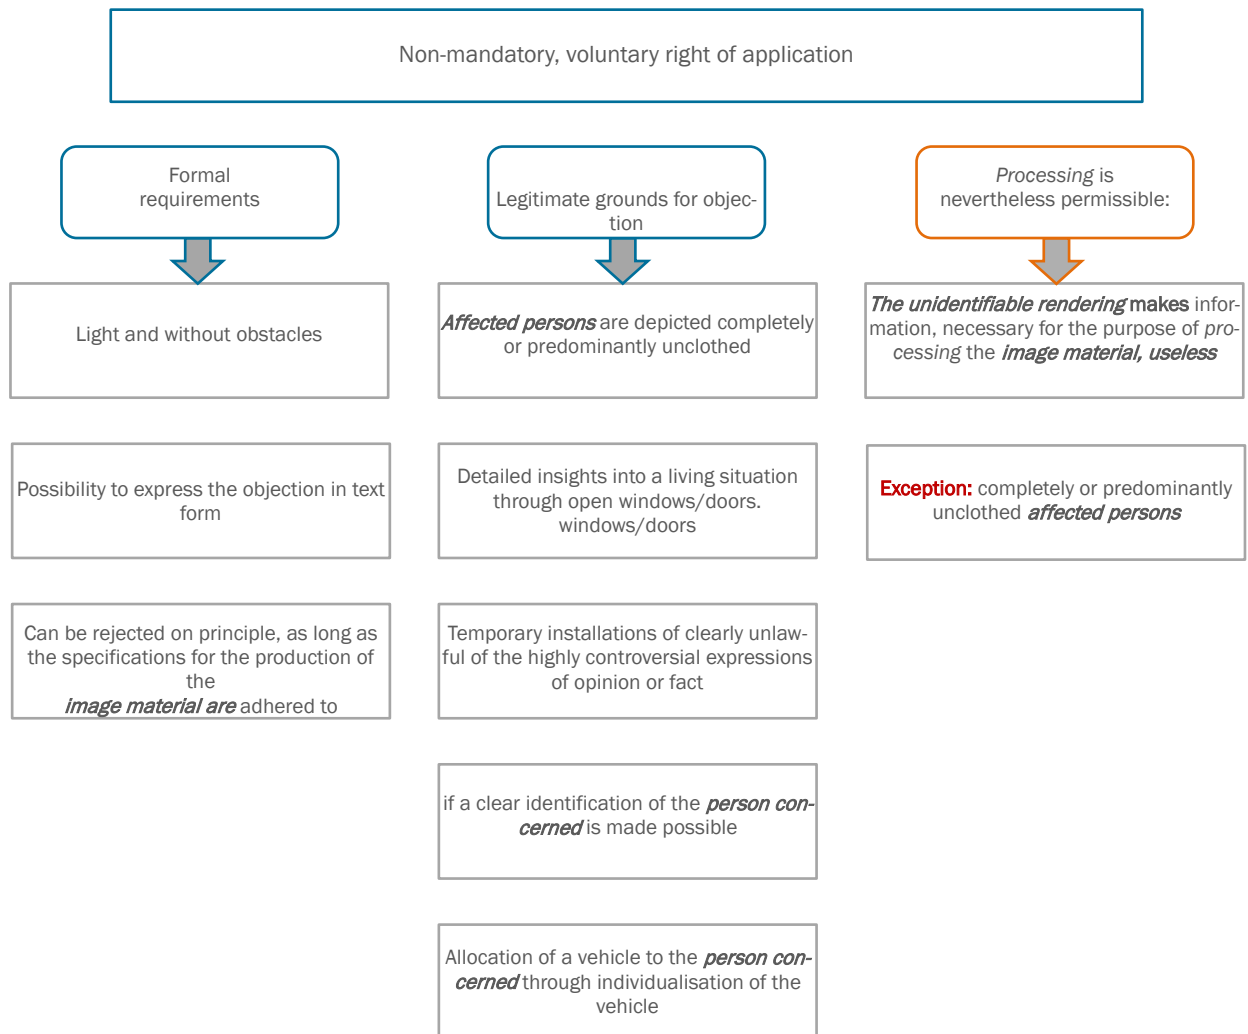 Non-mandatory, voluntary right of application
Formal
requirements
Light and without obstacles
Possibility to express the objection in text
form
Can be rejected on principle, as long as
the specifications for the production of
the
image material are adhered to
Legitimate grounds for objec-
tion
Affected persons are depicted completely
or predominantly unclothed
Detailed insights into a living situation
through open windows/doors.
windows/doors
Temporary installations of clearly unlaw-
ful of the highly controversial expressions
of opinion or fact
if a clear identification of the person con-
cerned is made possible
Allocation of a vehicle to the person con-
cerned through individualisation of the
vehicle
Processing is
nevertheless permissible:
The unidentifiable rendering makes infor-
mation, necessary for the purpose of pro-
cessing the image material, useless
Exception: completely or predominantly
unclothed affected persons